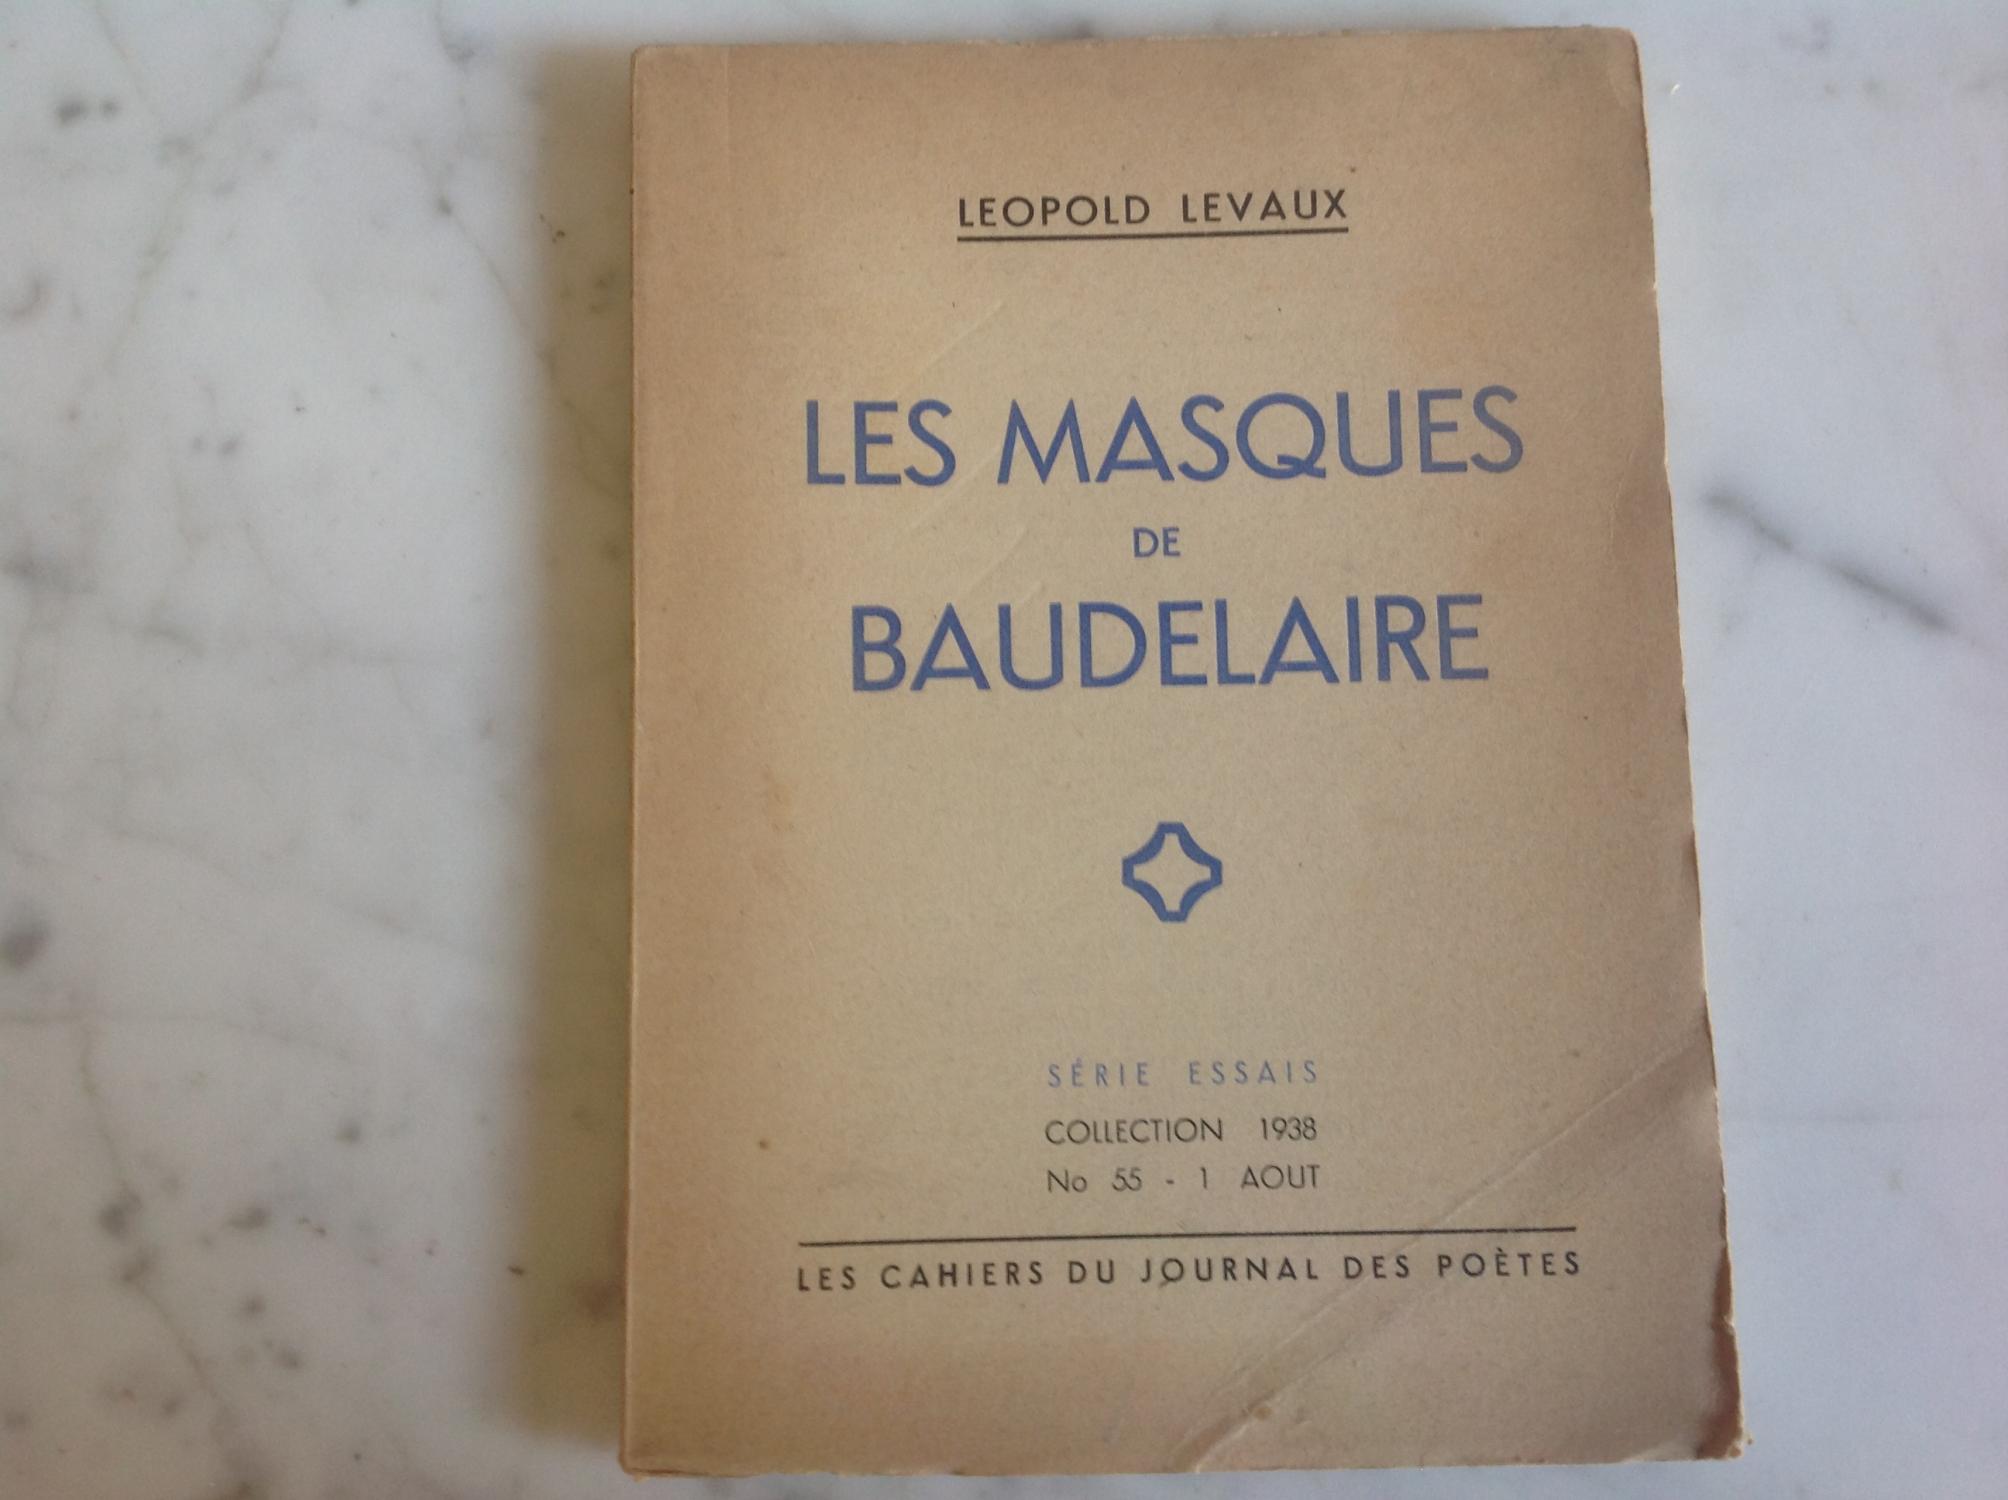 LEOPOLD LEVAUX
LES MASQUES
DE
BAUDELAIRE
SÉRIE ESSAIS
COLLECTION 1938
No 55 - 1 AOUT
LES CAHIERS DU JOURNAL DES POÈTES